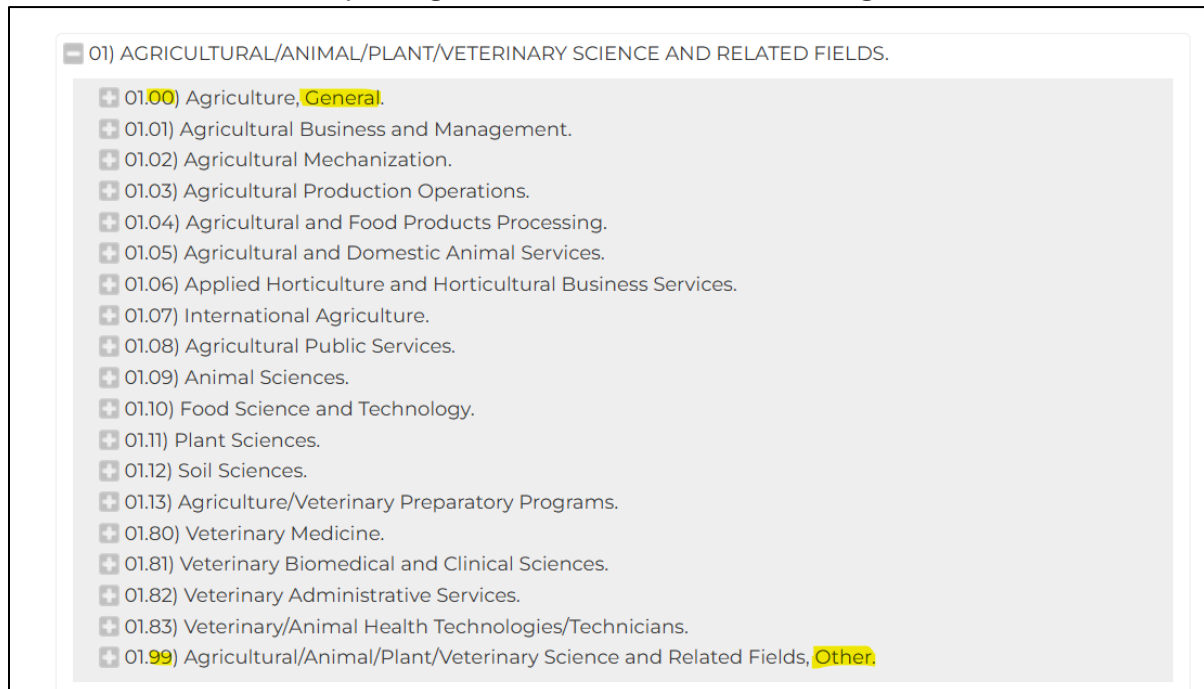 01) AGRICULTURAL/ANIMAL/PLANT/VETERINARY SCIENCE AND RELATED FIELDS.
01.00) Agriculture, General.
01.01) Agricultural Business and Management.
01.02) Agricultural Mechanization.
01.03) Agricultural Production Operations.
01.04) Agricultural and Food Products Processing.
01.05) Agricultural and Domestic Animal Services.
01.06) Applied Horticulture and Horticultural Business Services.
01.07) International Agriculture.
01.08) Agricultural Public Services.
01.09) Animal Sciences.
01.10) Food Science and Technology.
01.11) Plant Sciences.
01.12) Soil Sciences.
01.13) Agriculture/Veterinary Preparatory Programs.
01.80) Veterinary Medicine.
01.81) Veterinary Biomedical and Clinical Sciences.
01.82) Veterinary Administrative Services.
01.83) Veterinary/Animal Health Technologies/Technicians.
01.99) Agricultural/Animal/Plant/Veterinary Science and Related Fields, Other.